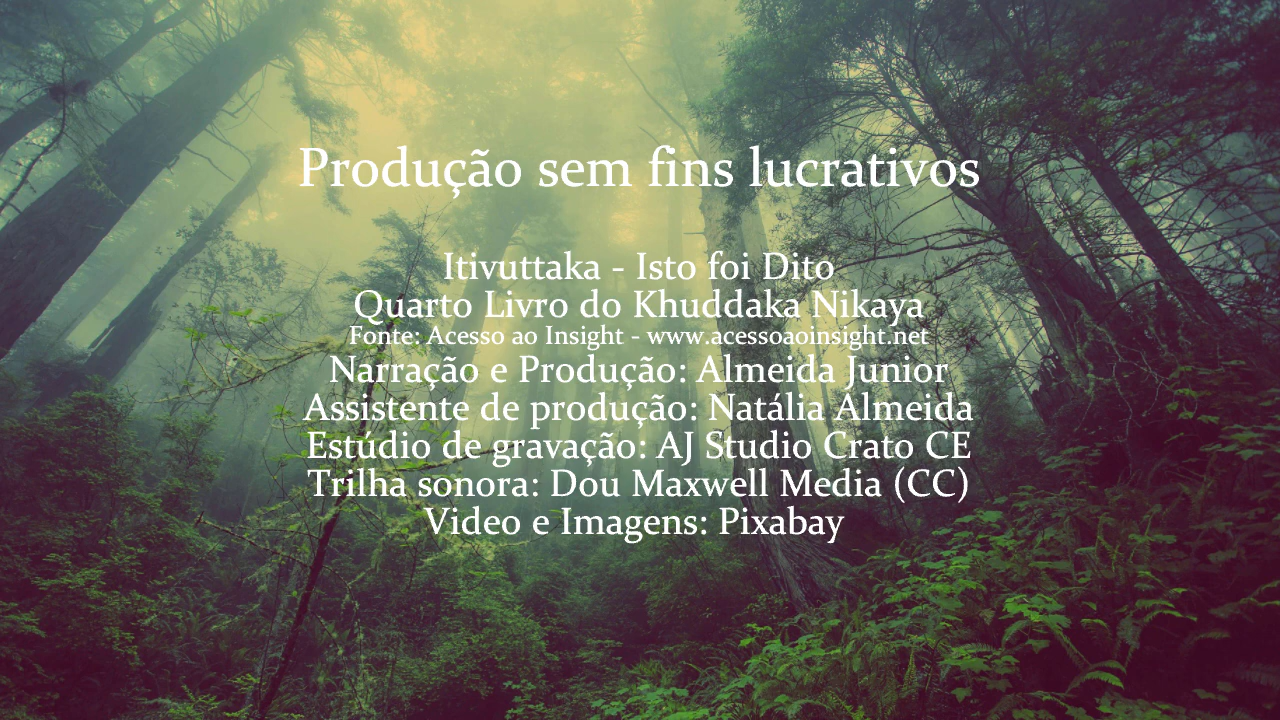 Produção sem fins lucrativos
Itivuttaka - Isto foi Dito
Quarto Livro do Khuddaka Nikaya
Fonte: Acesso ao Insight - www.acessoaoinsight.net
Narração e Produção: Almeida Junior
Assistente de produção: Natália Almeida
Estúdio de gravação: AJ Studio Crato CE
Trilha sonora: Dou Maxwell Media (CC)
Video e Imagens: Pixabay